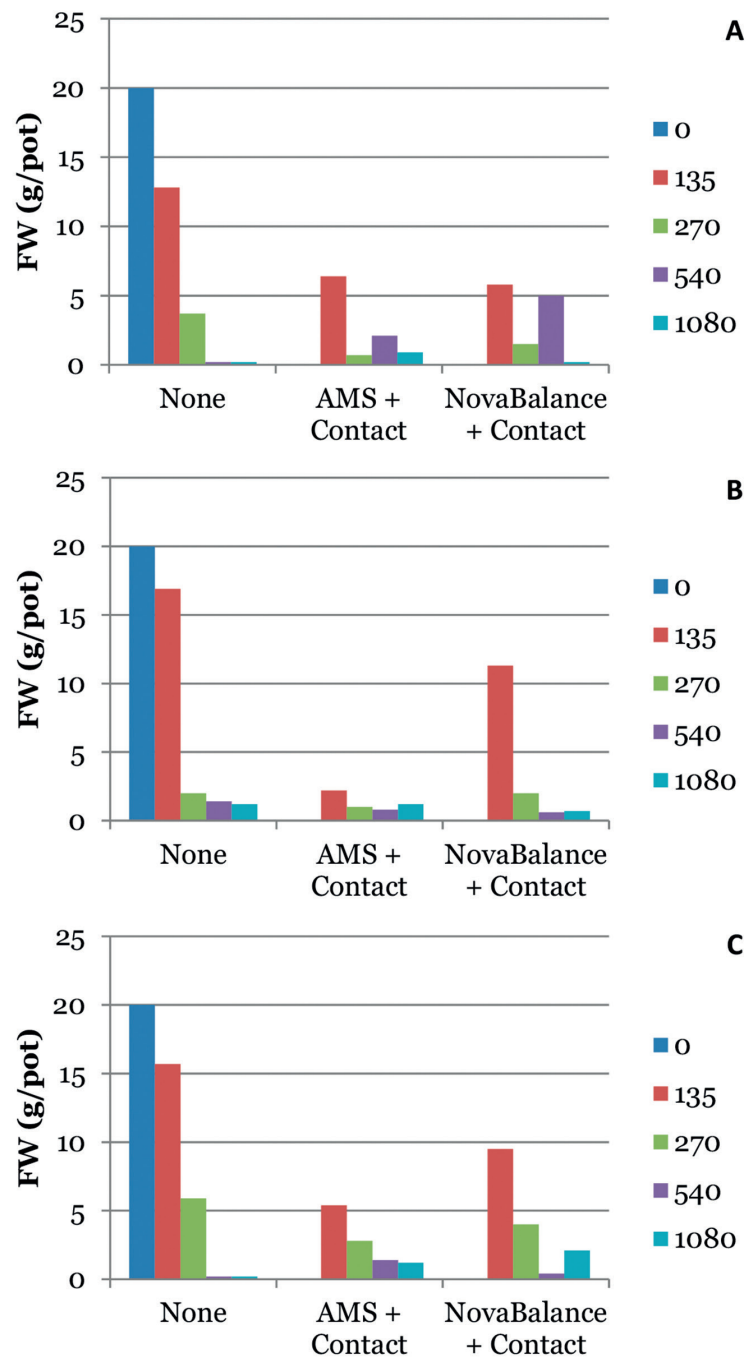 A
FW (g/pot)
25
20
15
10
5
0
None
AMS +
Contact
NovaBalance
+ Contact
0
135
270
540
1080
B
FW (g/pot)
25
20
15
10
5
0
None
AMS +
Contact
NovaBalance
+ Contact
0
135
270
540
1080
C
FW (g/pot)
25
20
15
10
5
0
None
AMS +
Contact
NovaBalance
+ Contact
0
135
270
540
1080